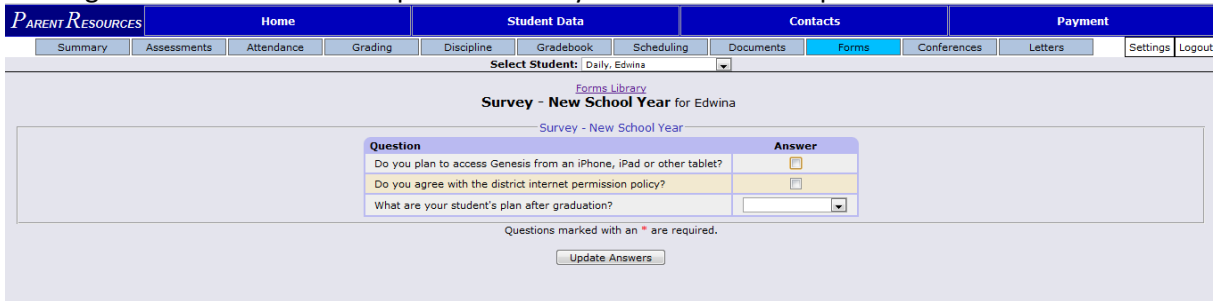 PARENT RESOURCES Home Student Data Contacts Payment
Summary Assessments Attendance Grading Discipline Gradebook Scheduling Documents Forms Conferences Letters Settings Logout
Select Student: Daily, Edwina
Forms Library
Survey - New School Year for Edwina
Survey - New School Year
Question Answer
Do you plan to access Genesis from an iPhone, iPad or other tablet?
Do you agree with the district internet permission policy?
What are your student's plan after graduation?
Questions marked with an * are required.
Update Answers